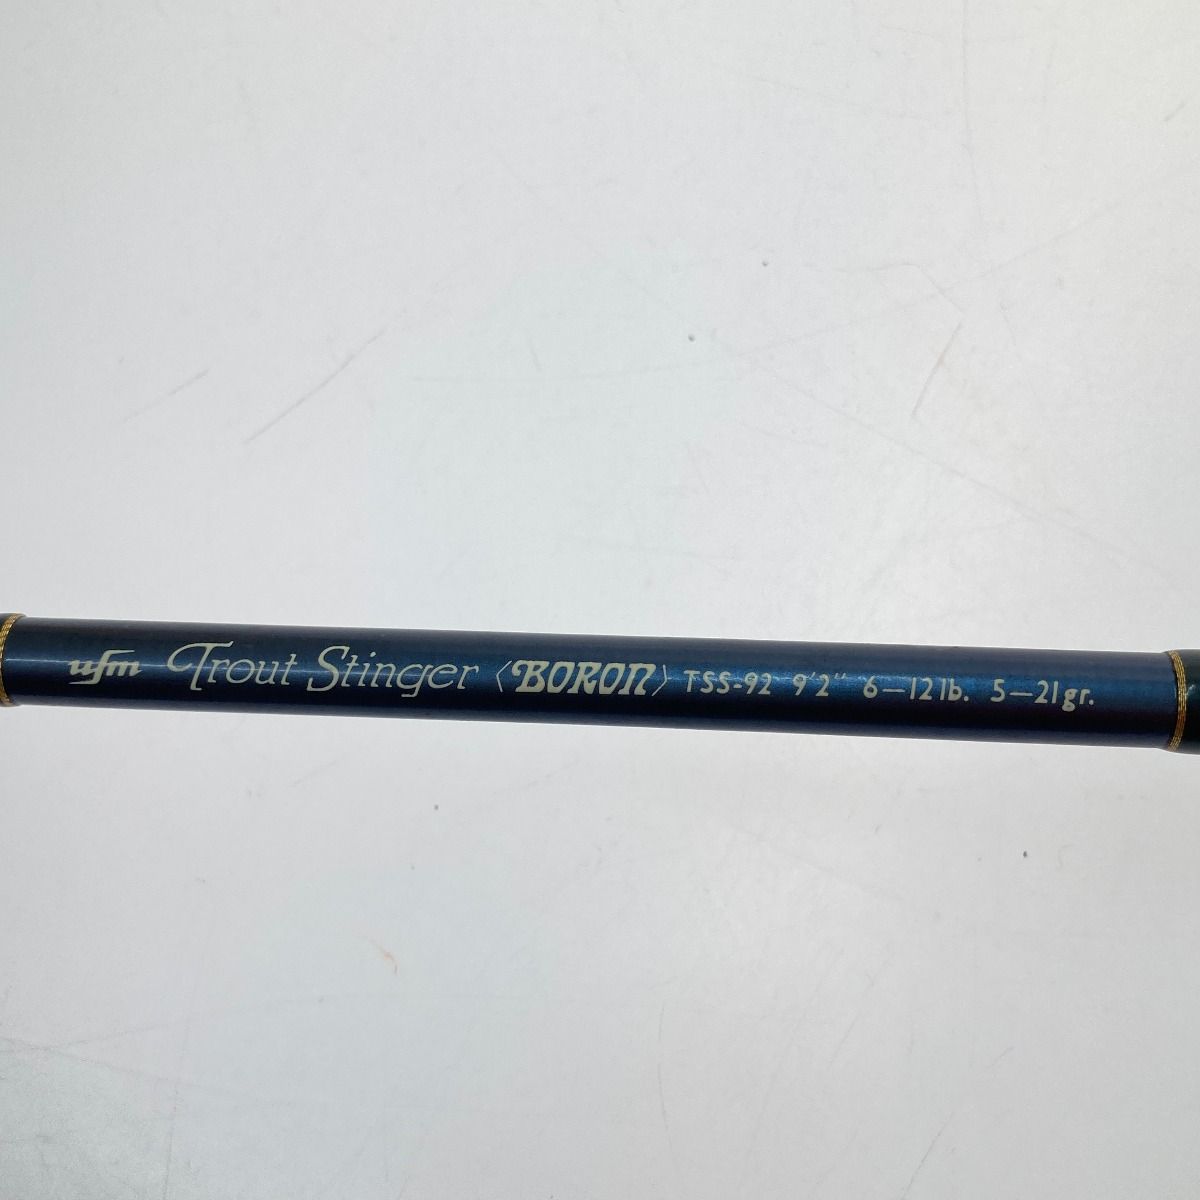 ufm Trout Stinger <BORON> TSS-92 9'2" 6-12lb. 5-21gr.